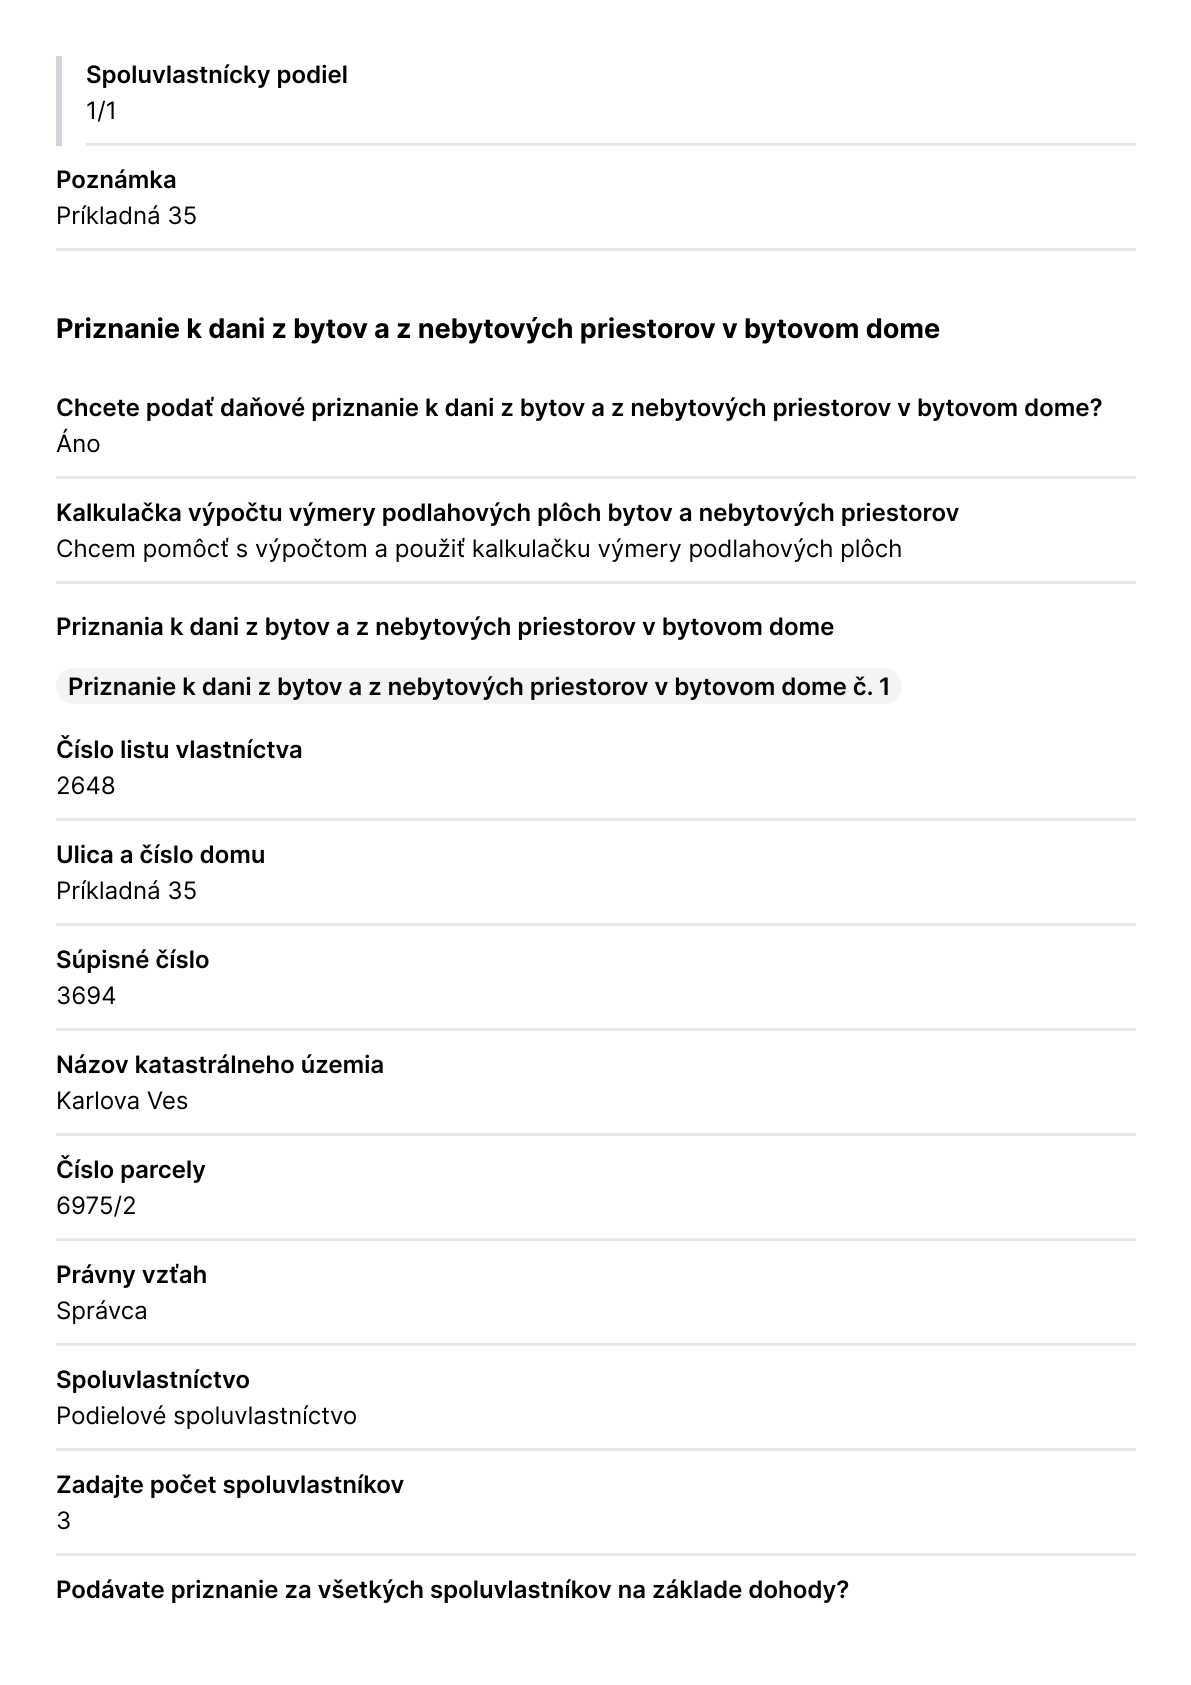 Spoluvlastnícky podiel
1/1
Poznámka
Príkladná 35
Priznanie k dani z bytov a z nebytových priestorov v bytovom dome
Chcete podať daňové priznanie k dani z bytov a z nebytových priestorov v bytovom dome?
Áno
Kalkulačka výpočtu výmery podlahových plôch bytov a nebytových priestorov
Chcem pomôcť s výpočtom a použiť kalkulačku výmery podlahových plôch
Priznania k dani z bytov a z nebytových priestorov v bytovom dome
Priznanie k dani z bytov a z nebytových priestorov v bytovom dome č. 1
Číslo listu vlastníctva
2648
Ulica a číslo domu
Príkladná 35
Súpisné číslo
3694
Názov katastrálneho územia
Karlova Ves
Číslo parcely
6975/2
Právny vzťah
Správca
Spoluvlastníctvo
Podielové spoluvlastníctvo
Zadajte počet spoluvlastníkov
3
Podávate priznanie za všetkých spoluvlastníkov na základe dohody?